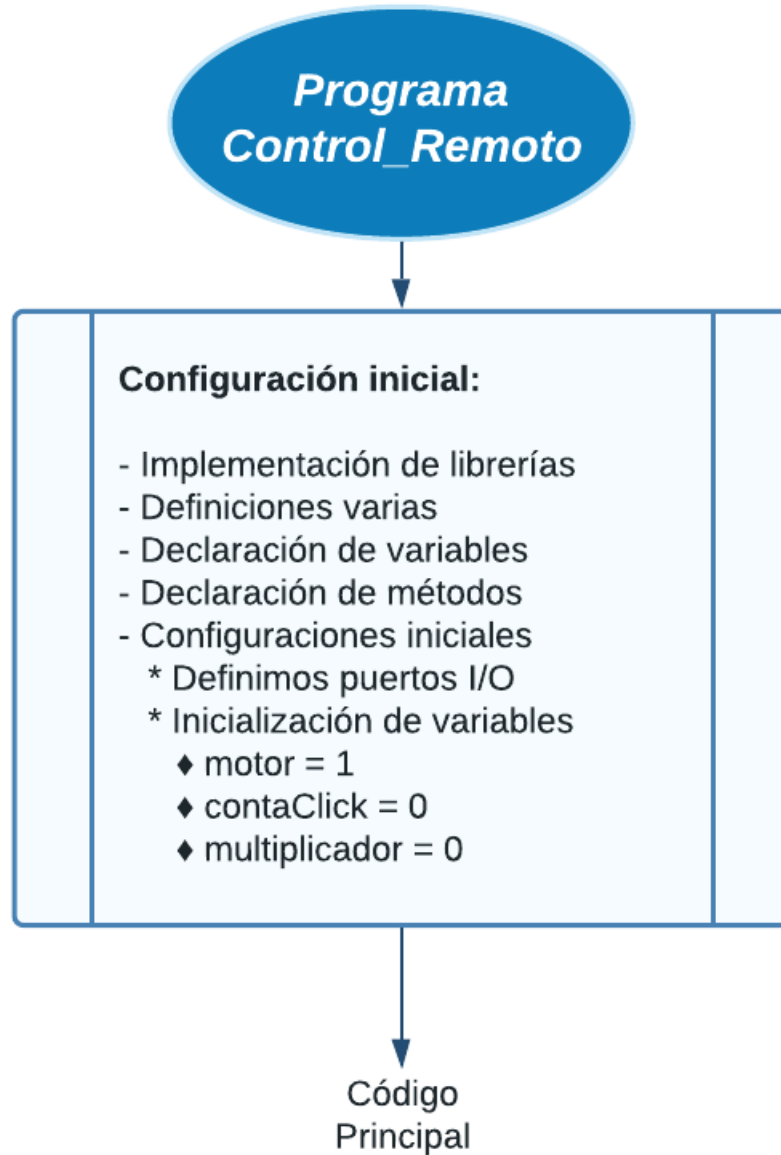 Programa
Control_Remoto
Configuración inicial:
- Implementación de librerías
- Definiciones varias
- Declaración de variables
- Declaración de métodos
- Configuraciones iniciales
* Definimos puertos I/O
* Inicialización de variables
♦ motor = 1
♦ contaClick = 0
♦ multiplicador = 0
Código
Principal